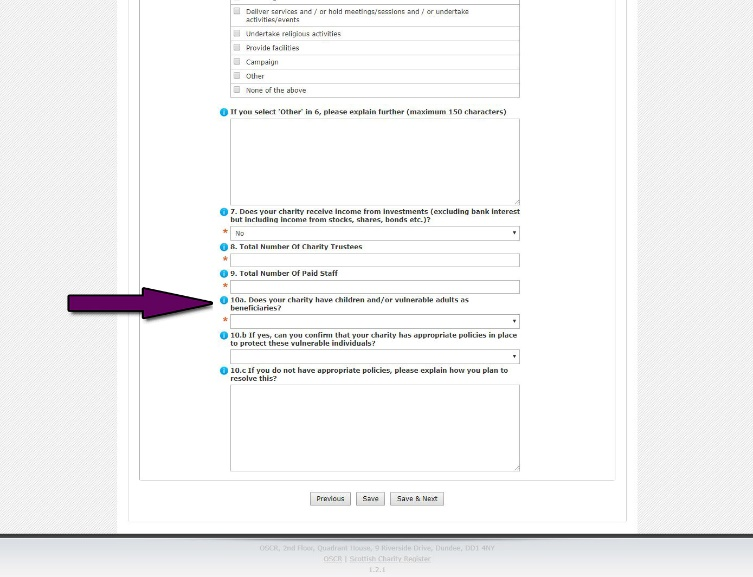 Deliver services and / or hold meetings/sessions and / or undertake
activities/events
Undertake religious activities
Provide facilities
Campaign
Other
None of the above
If you select 'Other' in 6, please explain further (maximum 150 characters)
7. Does your charity receive income from investments (excluding bank interest
but including income from stocks, shares, bonds etc.)?
* No
8. Total Number Of Charity Trustees
*
9. Total Number Of Paid Staff
*
10a. Does your charity have children and/or vulnerable adults as
beneficiaries?
*
10.b If yes, can you confirm that your charity has appropriate policies in place
to protect these vulnerable individuals?
10.c If you do not have appropriate policies, please explain how you plan to
resolve this?
Previous Save Save & Next
OSCR, 2nd Floor, Quadrant House, 9 Riverside Drive, Dundee, DD1 4NY
OSCR | Scottish Charity Register
1.2.1